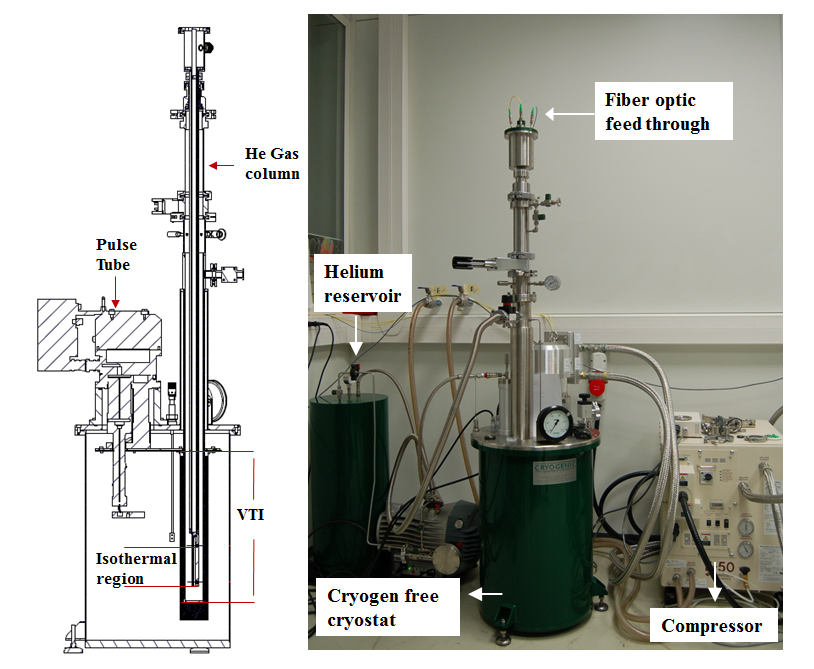 He Gas
column
Pulse
Tube
VTI
Isothermal
region
Fiber optic
feed through
Helium
reservoir
CRYOGENIC
Cryogen free
cryostat
50
Compressor